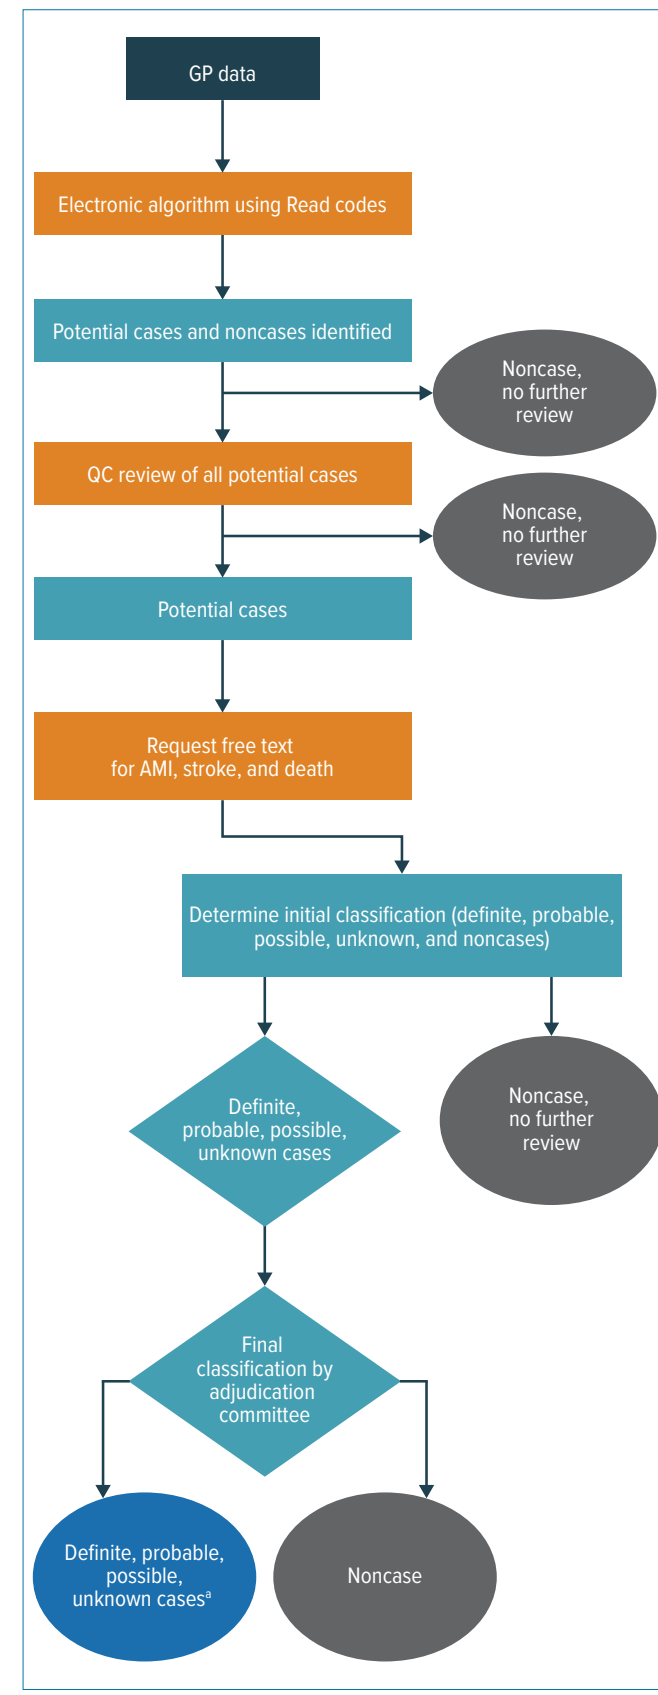 GP data
Electronic algorithm using Read codes
Potential cases and noncases identified
Noncase,
no further
review
QC review of all potential cases
Noncase,
no further
review
Potential cases
Request free text
for AMI, stroke, and death
Determine initial classification (definite, probable,
possible, unknown, and noncases)
Definite,
probable, possible,
unknown cases
Noncase,
no further
review
Final
classification by
adjudication
committee
Definite, probable,
possible,
unknown casesᵃ
Noncase